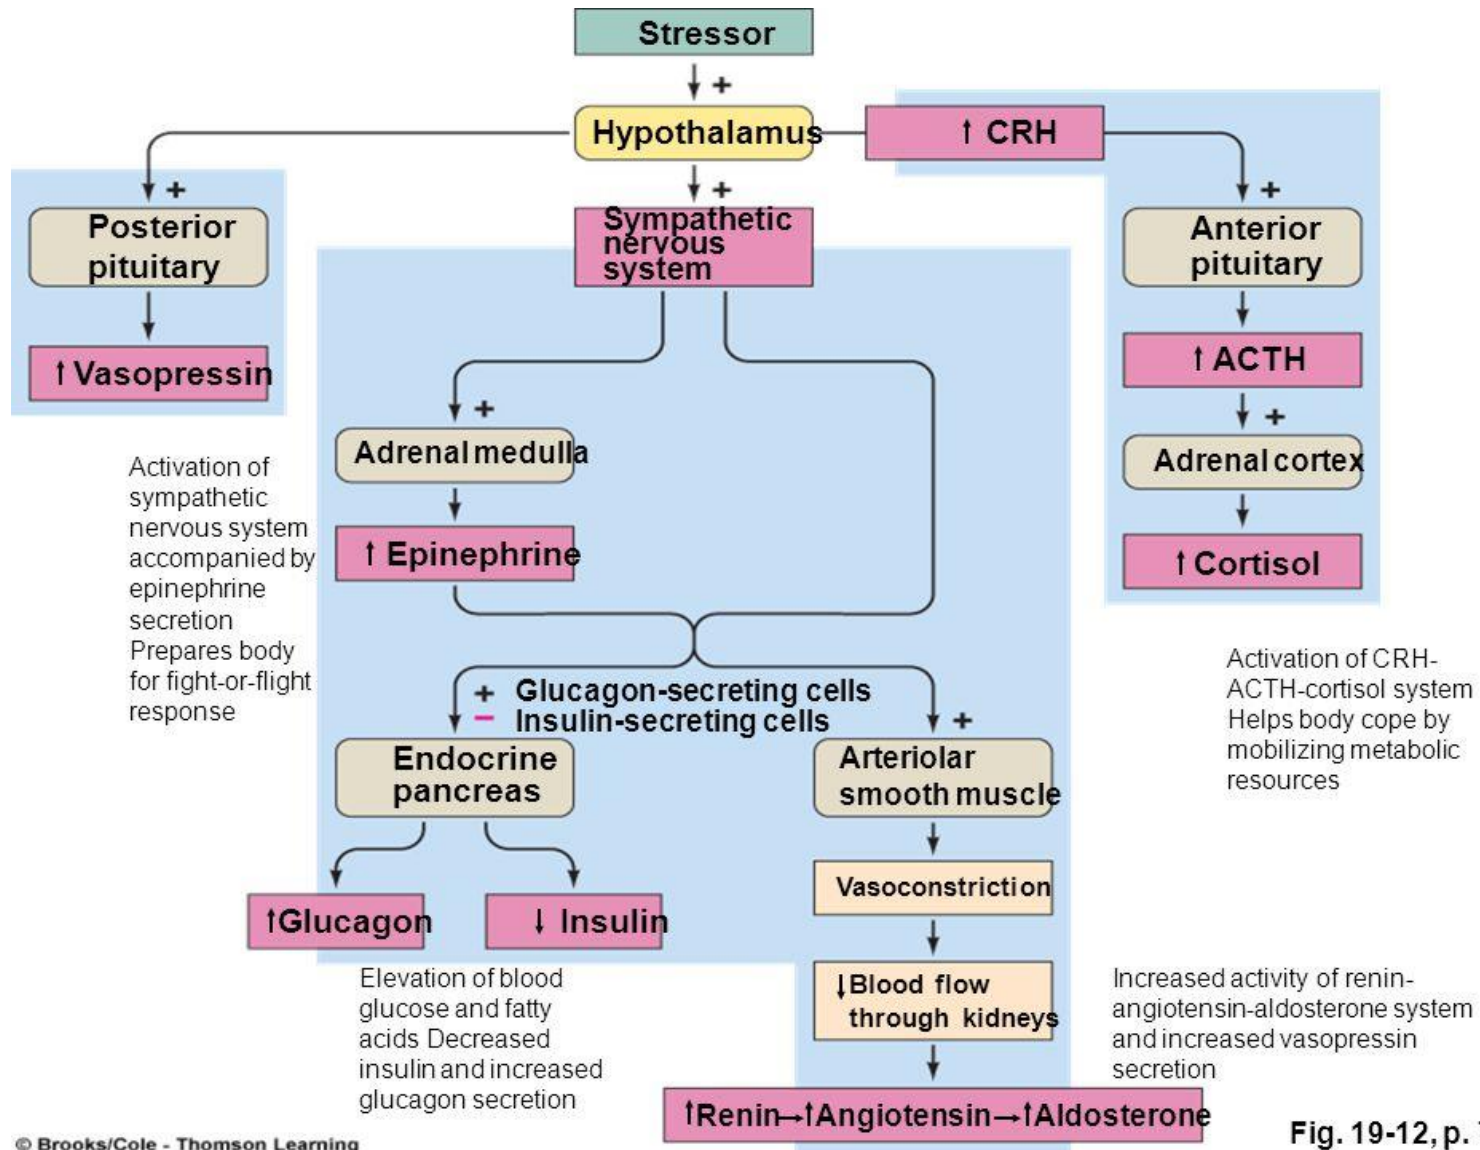 Stressor
+
Hypothalamus
↑ CRH
+
+
+
Posterior
pituitary
Sympathetic
nervous
system
Anterior
pituitary
↑ Vasopressin
↑ ACTH
+
+
Adrenal medulla
Adrenal cortex
Activation of
sympathetic
nervous system
accompanied by
epinephrine
secretion
Prepares body
for fight-or-flight
response
↑ Epinephrine
↑ Cortisol
Activation of CRH-
ACTH-cortisol system
Helps body cope by
mobilizing metabolic
resources
+ Glucagon-secreting cells
− Insulin-secreting cells
+
Endocrine
pancreas
Arteriolar
smooth muscle
Vasoconstriction
↑Glucagon
↓ Insulin
Elevation of blood
glucose and fatty
acids Decreased
insulin and increased
glucagon secretion
↓Blood flow
through kidneys
Increased activity of renin-
angiotensin-aldosterone system
and increased vasopressin
secretion
↑Renin→↑Angiotensin→↑Aldosterone
© Brooks/Cole - Thomson Learning
Fig. 19-12, p.